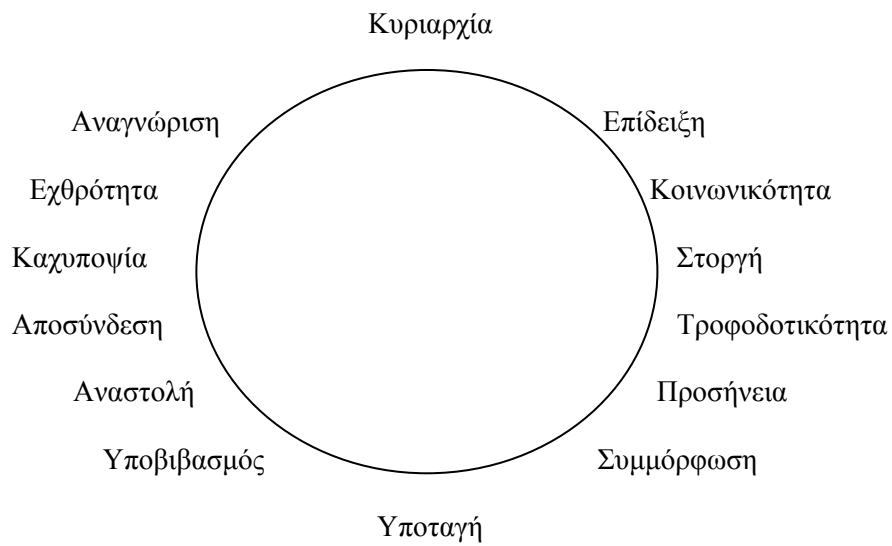 Κυριαρχία
Αναγνώριση Επίδειξη
Εχθρότητα Κοινωνικότητα
Καχυποψία Στοργή
Αποσύνδεση Τροφοδοτικότητα
Αναστολή Προσήνεια
Υποβιβασμός Συμμόρφωση
Υποταγή